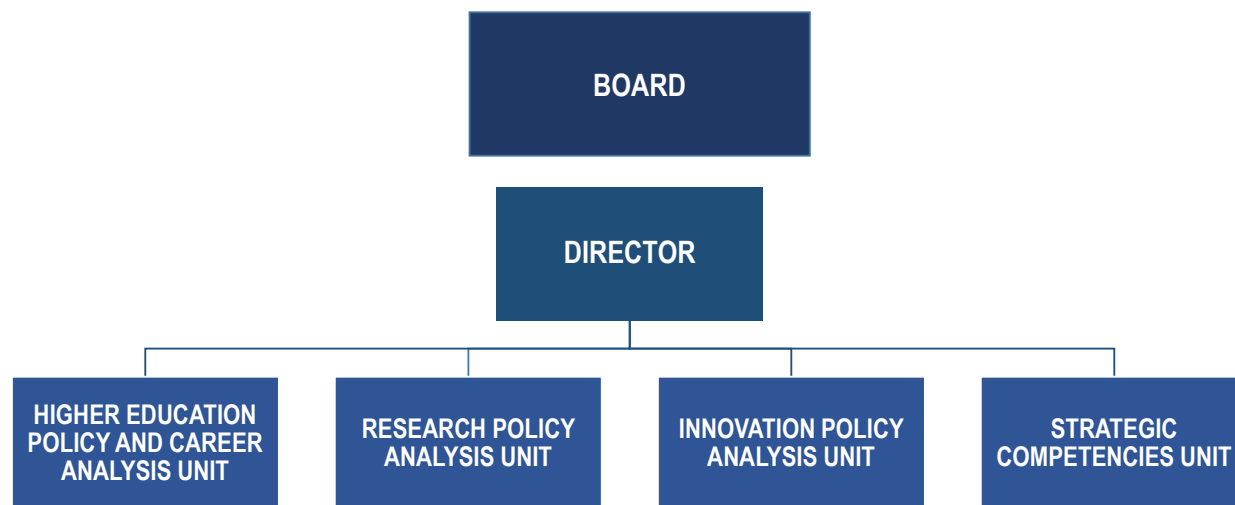 BOARD
DIRECTOR
HIGHER EDUCATION
POLICY AND CAREER
ANALYSIS UNIT
RESEARCH POLICY
ANALYSIS UNIT
INNOVATION POLICY
ANALYSIS UNIT
STRATEGIC
COMPETENCIES UNIT